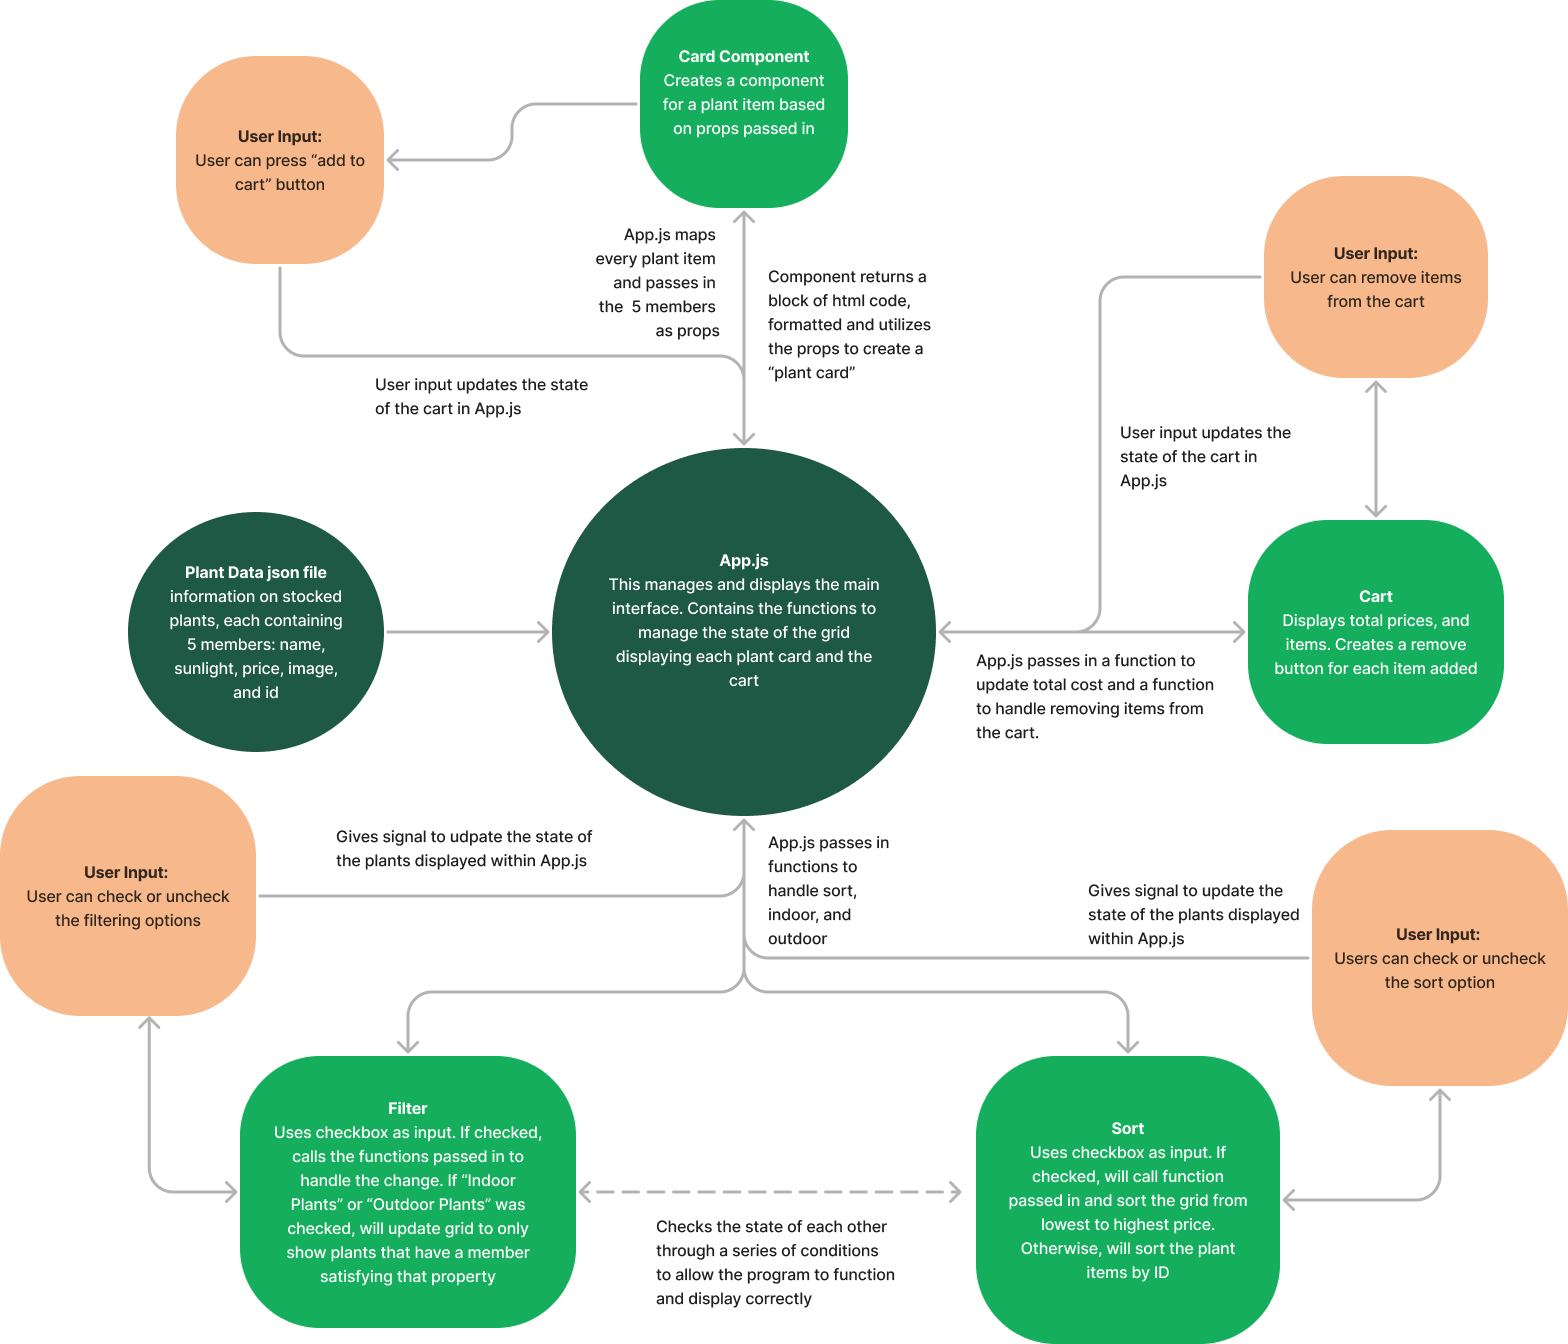 Card Component
Creates a component
for a plant item based
on props passed in
User Input:
User can press “add to
cart” button
App.js maps
every plant item
and passes in
the  5 members
as props
Component returns a
block of html code,
formatted and utilizes
the props to create a
“plant card”
User Input:
User can remove items
from the cart
User input updates the state
of the cart in App.js
User input updates the
state of the cart in
App.js
Plant Data json file
information on stocked
plants, each containing
5 members: name,
sunlight, price, image,
and id
App.js
This manages and displays the main
interface. Contains the functions to
manage the state of the grid
displaying each plant card and the
cart
Cart
Displays total prices, and
items. Creates a remove
button for each item added
App.js passes in a function to
update total cost and a function
to handle removing items from
the cart.
User Input:
User can check or uncheck
the filtering options
Gives signal to udpate the state of
the plants displayed within App.js
App.js passes in
functions to
handle sort,
indoor, and
outdoor
Gives signal to update the
state of the plants displayed
within App.js
User Input:
Users can check or uncheck
the sort option
Filter
Uses checkbox as input. If checked,
calls the functions passed in to
handle the change. If “Indoor
Plants” or “Outdoor Plants” was
checked, will update grid to only
show plants that have a member
satisfying that property
Checks the state of each other
through a series of conditions
to allow the program to function
and display correctly
Sort
Uses checkbox as input. If
checked, will call function
passed in and sort the grid from
lowest to highest price.
Otherwise, will sort the plant
items by ID